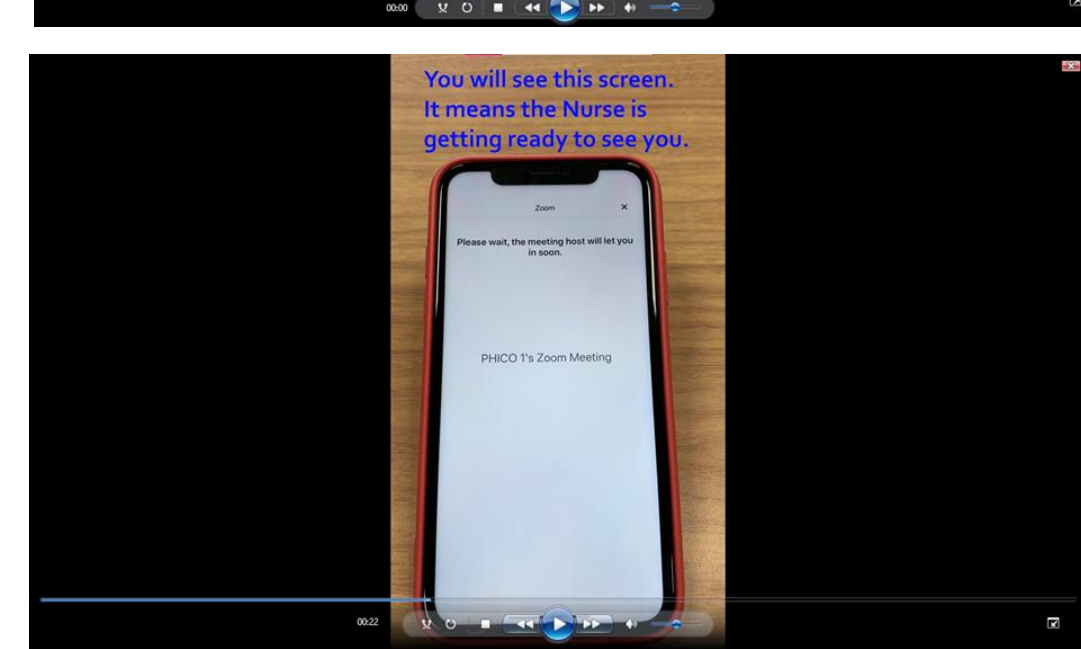 00:00
You will see this screen.
It means the Nurse is
getting ready to see you.
Zoom
Please wait, the meeting host will let you
in soon.
PHICO 1's Zoom Meeting
00:22